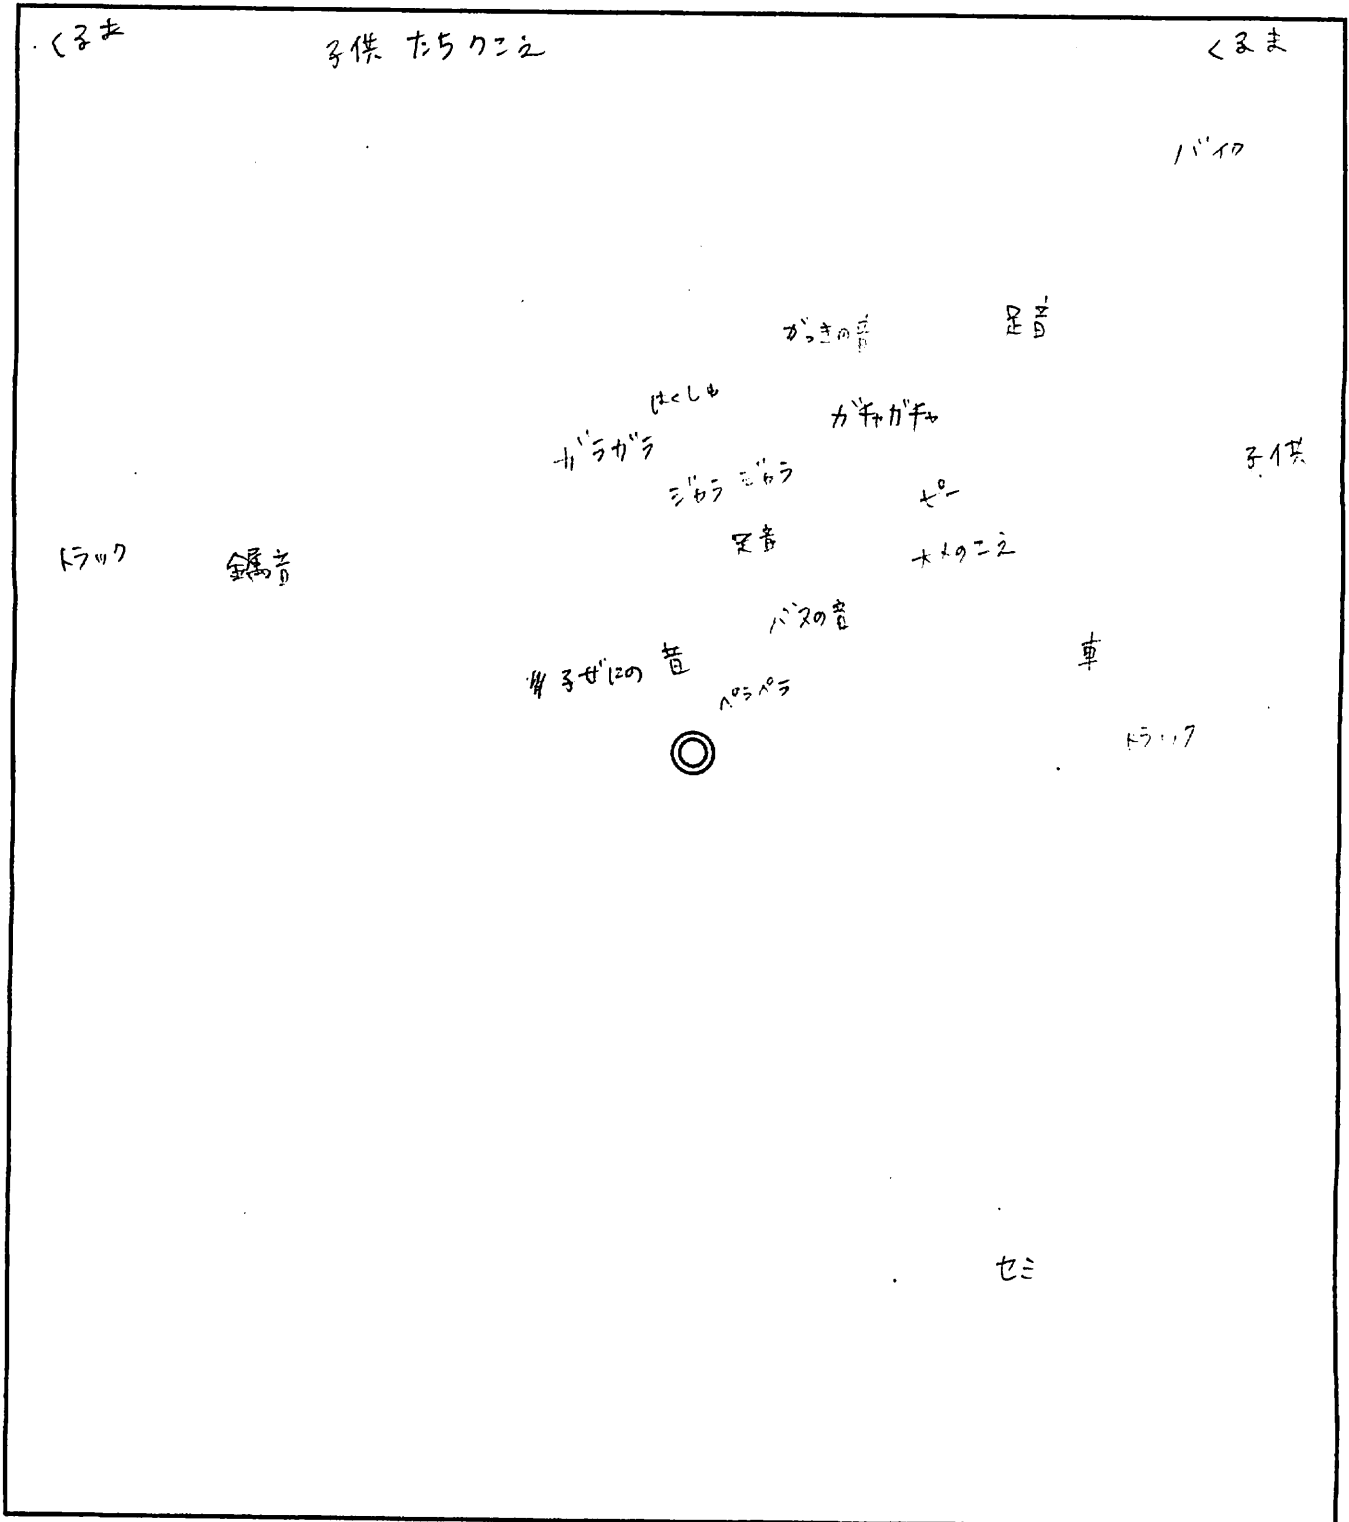 くるま
子供たちのこえ
くるま
バイク
がっきの音
足音
はくしゅ
ガチャガチャ
ガラガラ
子供
ジャラジャラ
ピー
足音
大人のこえ
トラック
金属音
バスの音
子ぜにの音
車
ペラペラ
トラック
セミ